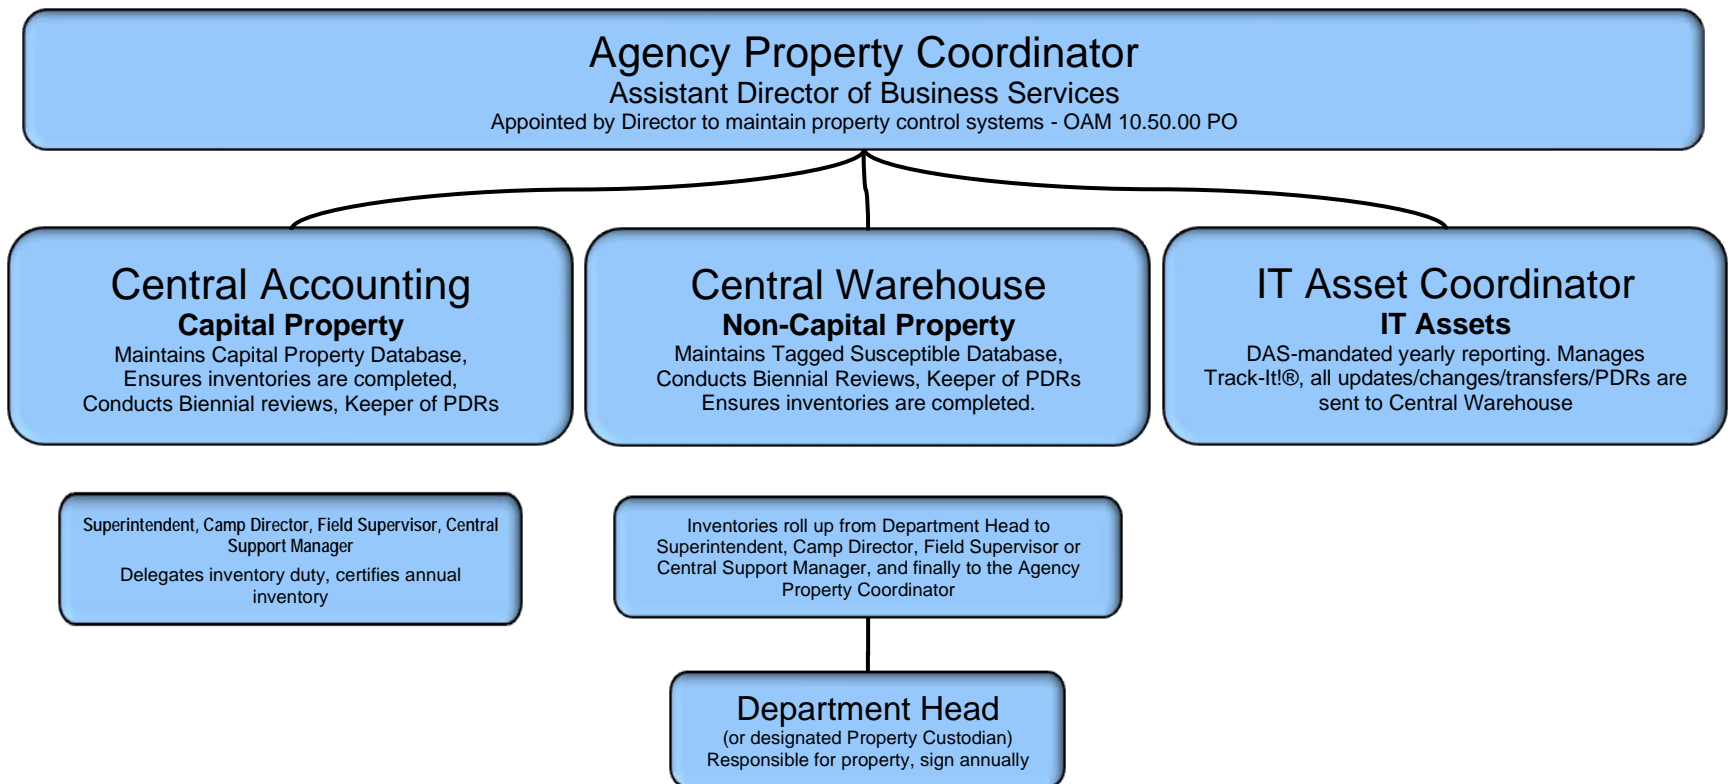 Agency Property Coordinator
Assistant Director of Business Services
Appointed by Director to maintain property control systems - OAM 10.50.00 PO
Central Accounting
Capital Property
Maintains Capital Property Database,
Ensures inventories are completed,
Conducts Biennial reviews, Keeper of PDRs
Central Warehouse
Non-Capital Property
Maintains Tagged Susceptible Database,
Conducts Biennial Reviews, Keeper of PDRs
Ensures inventories are completed.
IT Asset Coordinator
IT Assets
DAS-mandated yearly reporting. Manages
Track-It!®, all updates/changes/transfers/PDRs are
sent to Central Warehouse
Superintendent, Camp Director, Field Supervisor, Central
Support Manager
Delegates inventory duty, certifies annual
inventory
Inventories roll up from Department Head to
Superintendent, Camp Director, Field Supervisor or
Central Support Manager, and finally to the Agency
Property Coordinator
Department Head
(or designated Property Custodian)
Responsible for property, sign annually